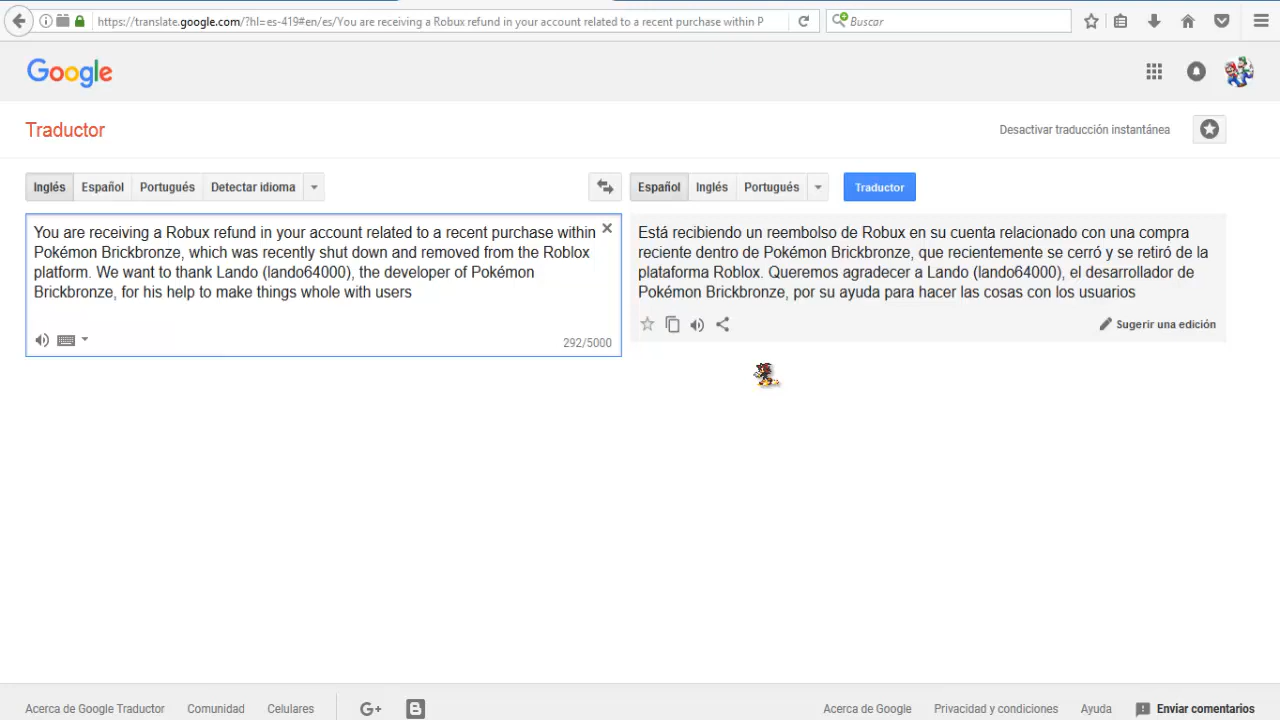 https://translate.google.com/?hl=es-419#en/es/You are receiving a Robux refund in your account related to a recent purchase within P
Buscar
Google
Traductor
Desactivar traducción instantánea
Inglés Español Portugués Detectar idioma
Español Inglés Portugués Traductor
You are receiving a Robux refund in your account related to a recent purchase within
Pokémon Brickbronze, which was recently shut down and removed from the Roblox
platform. We want to thank Lando (lando64000), the developer of Pokémon
Brickbronze, for his help to make things whole with users
292/5000
Está recibiendo un reembolso de Robux en su cuenta relacionado con una compra
reciente dentro de Pokémon Brickbronze, que recientemente se cerró y se retiró de la
plataforma Roblox. Queremos agradecer a Lando (lando64000), el desarrollador de
Pokémon Brickbronze, por su ayuda para hacer las cosas con los usuarios
Sugerir una edición
Acerca de Google Traductor Comunidad Celulares G+ B Acerca de Google Privacidad y condiciones Ayuda Enviar comentarios